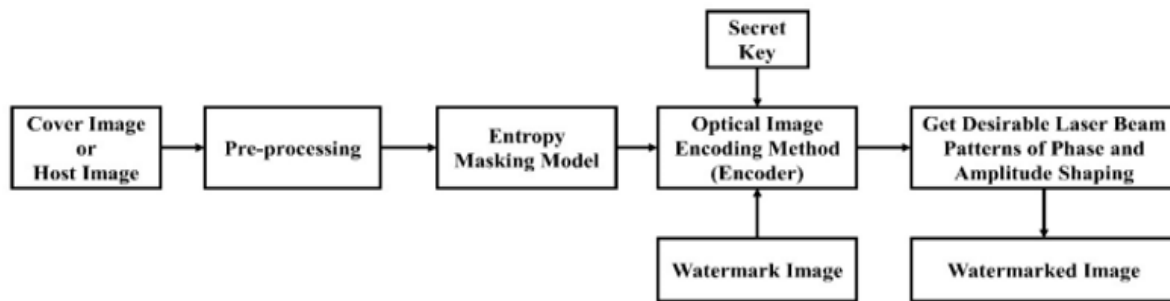 Secret
Key
Cover Image
or
Host Image
Pre-processing
Entropy
Masking Model
Optical Image
Encoding Method
(Encoder)
Get Desirable Laser Beam
Patterns of Phase and
Amplitude Shaping
Watermark Image
Watermarked Image